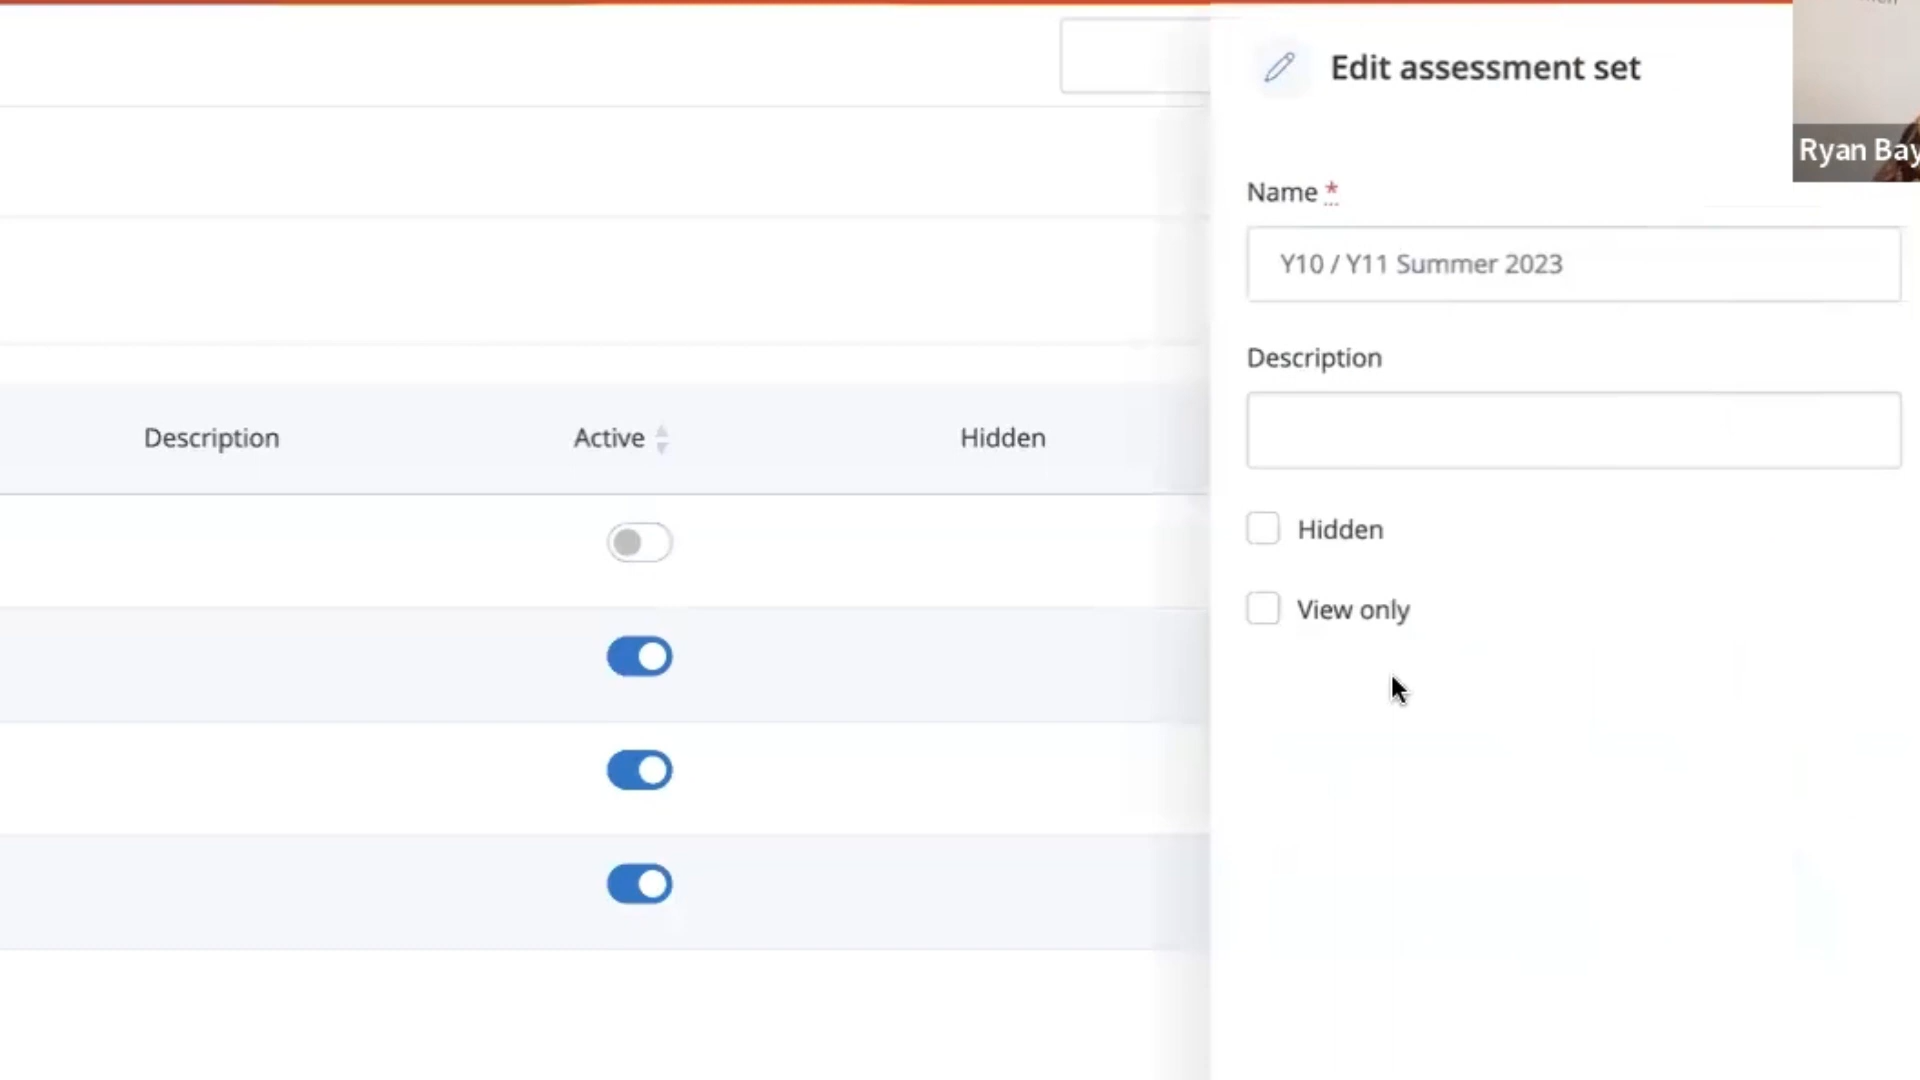 Edit assessment set
Ryan Bay
Name *
Y10 / Y11 Summer 2023
Description
Description Active Hidden
Hidden
View only